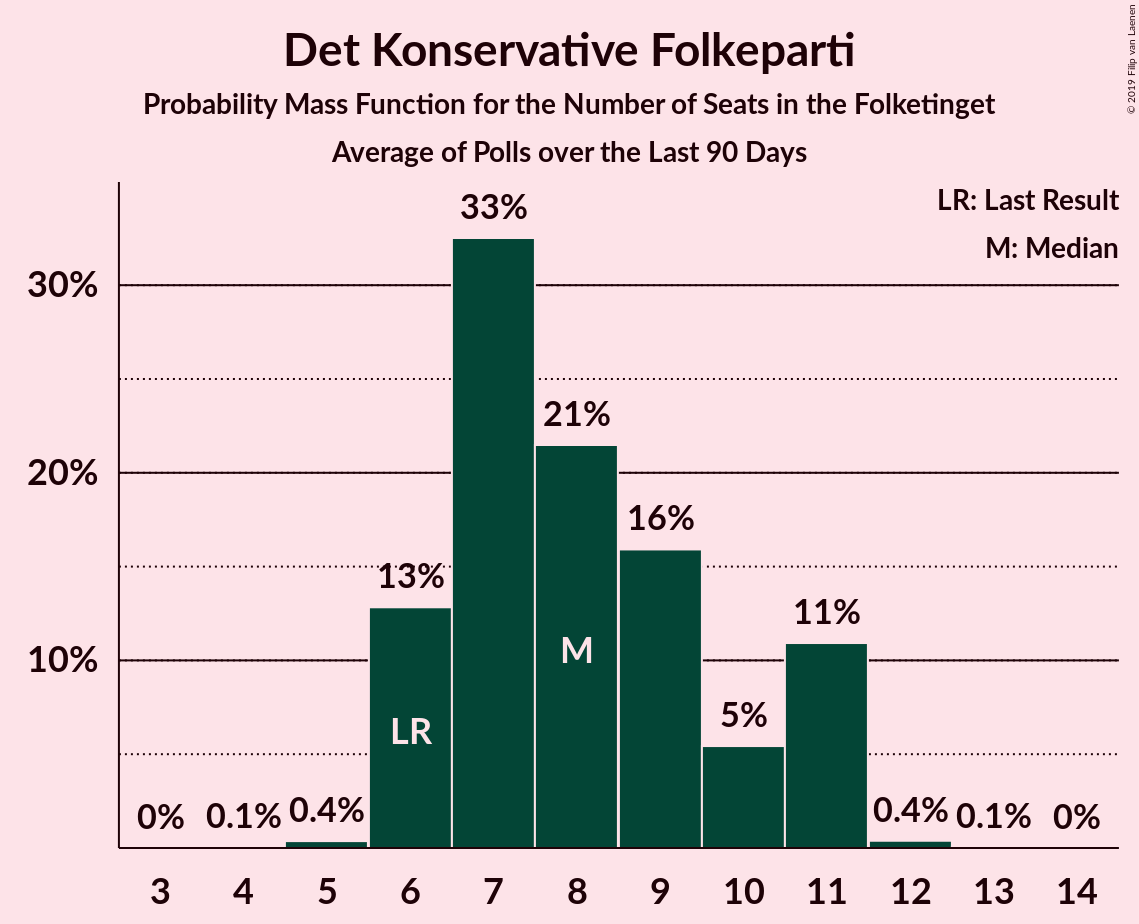 Det Konservative Folkeparti
Probability Mass Function for the Number of Seats in the Folketinget
Average of Polls over the Last 90 Days
© 2019 Filip van Laenen
LR: Last Result
M: Median
30%
20%
10%
0%
0.1%
0.4%
13%
33%
21%
16%
5%
11%
0.4%
0.1%
0%
LR
M
3 4 5 6 7 8 9 10 11 12 13 14